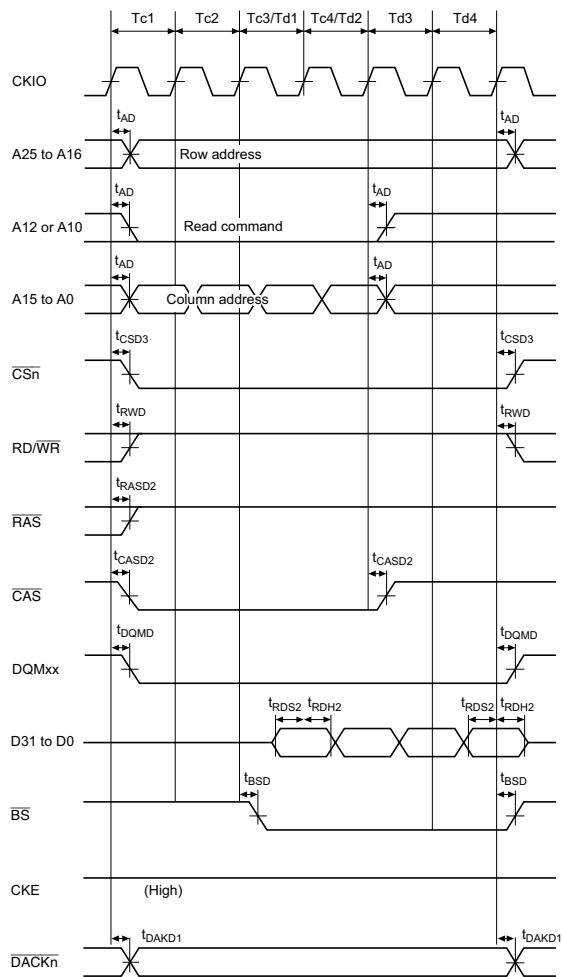 Tc1 Tc2 Tc3/Td1 Tc4/Td2 Td3 Td4
CKIO
tAD tAD
A25 to A16 Row address
tAD tAD
A12 or A10 Read command
tAD tAD
A15 to A0 Column address
tCSD3 tCSD3
CSn
tRWD tRWD
RD/WR
tRASD2
RAS
tCASD2 tCASD2
CAS
tDQMD tDQMD
DQMxx
tRDS2 tRDH2 tRDS2 tRDH2
D31 to D0
tBSD tBSD
BS
CKE (High)
tDAKD1 tDAKD1
DACKn